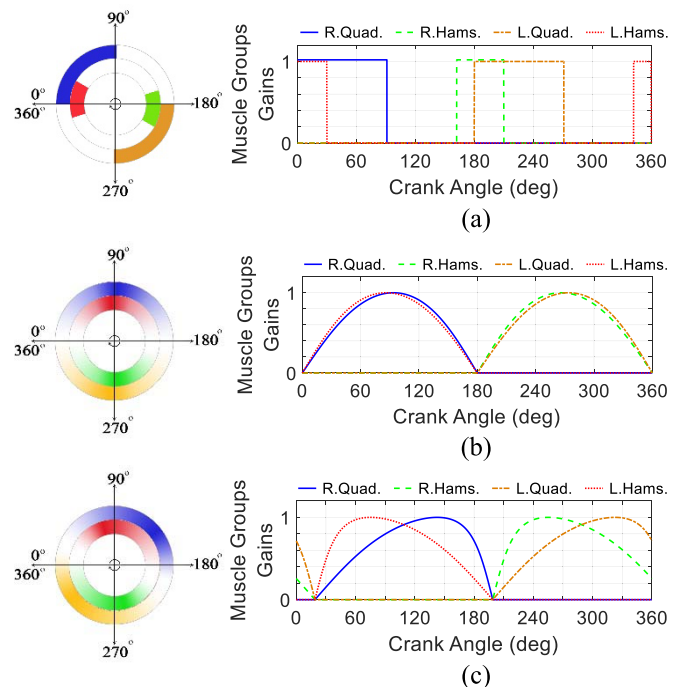 R.Quad. R.Hams. L.Quad. L.Hams.
90°
0°
360°
180°
270°
Muscle Groups
Gains
1
0
0 60 120 180 240 300 360
Crank Angle (deg)
(a)
R.Quad. R.Hams. L.Quad. L.Hams.
90°
0°
360°
180°
270°
Muscle Groups
Gains
1
0
0 60 120 180 240 300 360
Crank Angle (deg)
(b)
R.Quad. R.Hams. L.Quad. L.Hams.
90°
0°
360°
180°
270°
Muscle Groups
Gains
1
0
0 60 120 180 240 300 360
Crank Angle (deg)
(c)